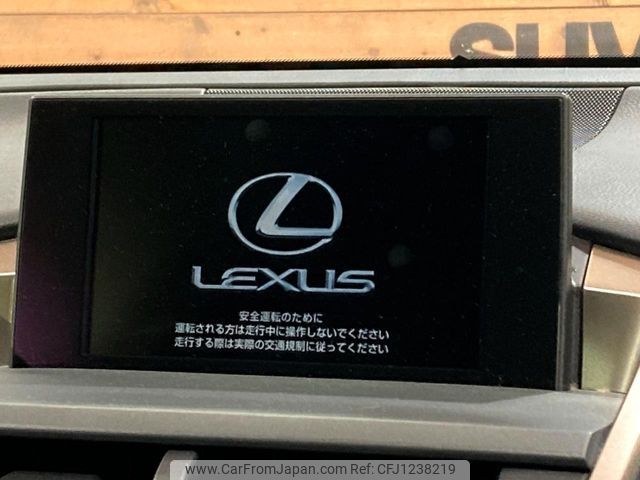 SUV
LEXUS
安全運転のために
運転される方は走行中に操作しないでください
走行する際は実際の交通規制に従ってください
www.CarFromJapan.com CFJ1238219